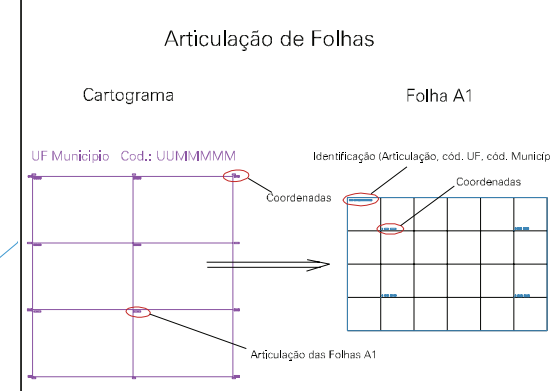 Articulação de Folhas
Cartograma
Folha A1
UF Municipio Cod.: UUMMMMM
Identificação (Articulação, cód. UF, cód. Municíp
Coordenadas
Coordenadas
Articulação das Folhas A1